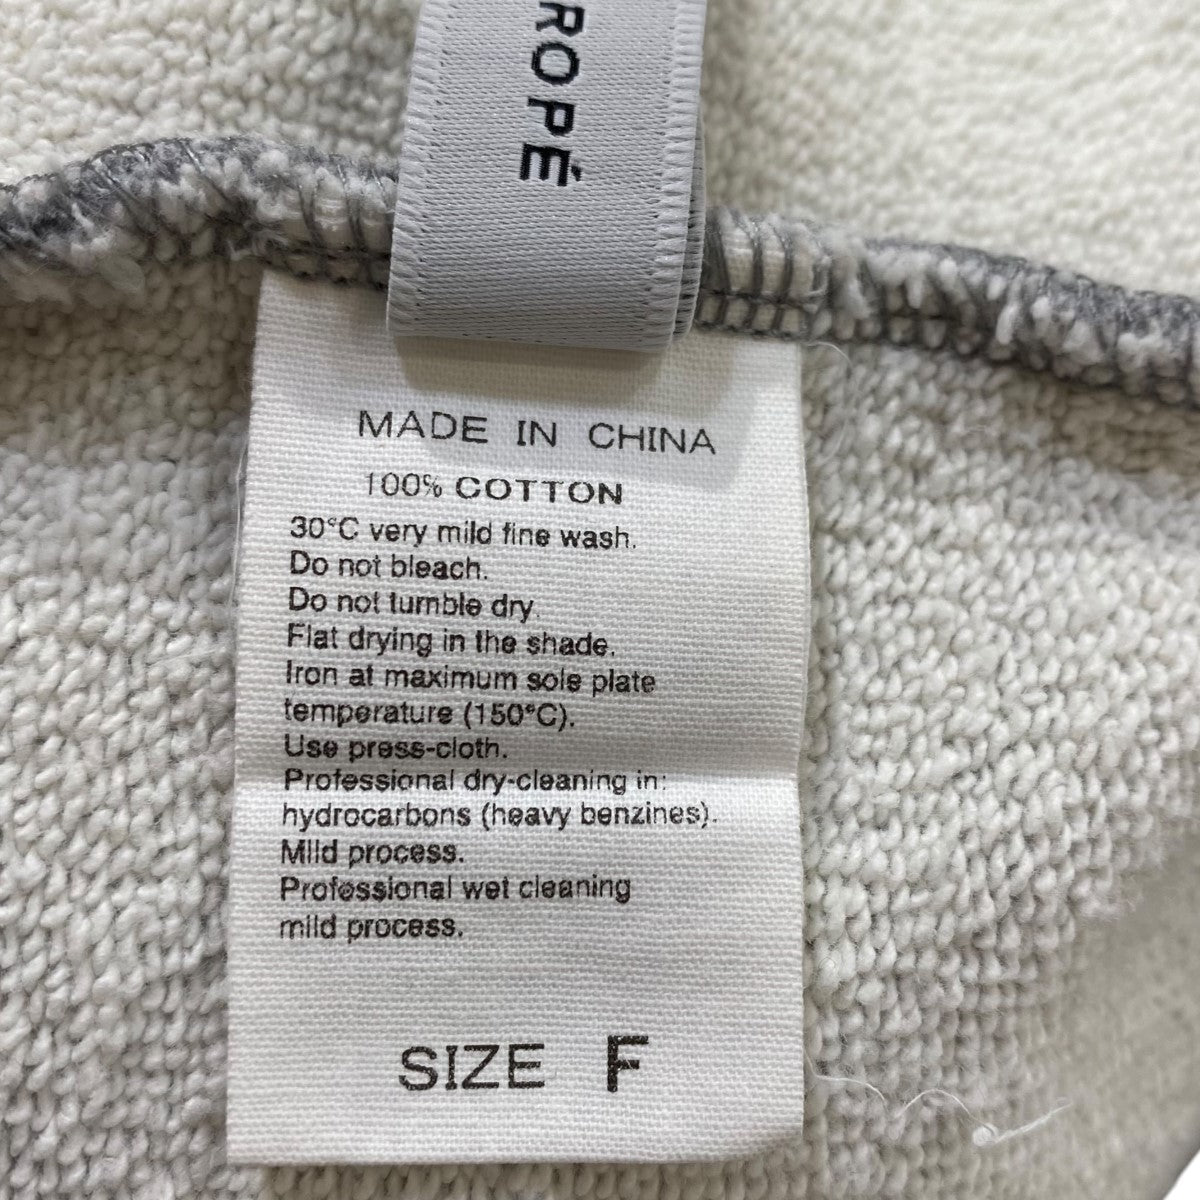 ROPÉ
MADE IN CHINA
100% COTTON
30°C very mild fine wash.
Do not bleach.
Do not tumble dry.
Flat drying in the shade.
Iron at maximum sole plate
temperature (150°C).
Use press-cloth.
Professional dry-cleaning in:
hydrocarbons (heavy benzines).
Mild process.
Professional wet cleaning
mild process.
SIZE F